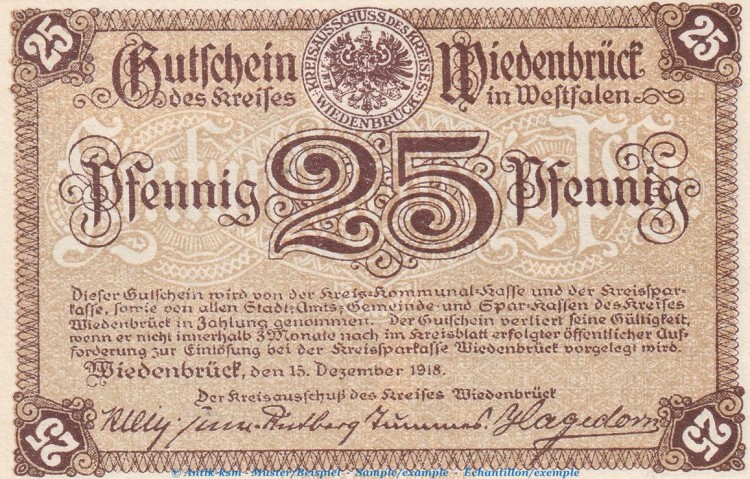 25
25
Gutschein
des Kreises
KREISAUSSCHUSS DES KREISES
WIEDENBRÜCK
Wiedenbrück
in Westfalen
Pfennig 25 Pfennig
Dieser Gutschein wird von der Kreis-Kommunal-Kasse und der Kreisspar-
kasse, sowie von allen Stadt-, Amts-, Gemeinde- und Spar-Kassen des Kreises
Wiedenbrück in Zahlung genommen. Der Gutschein verliert seine Gültigkeit,
wenn er nicht innerhalb 3 Monate nach im Kreisblatt erfolgter öffentlicher Auf-
forderung zur Einlösung bei der Kreissparkasse Wiedenbrück vorgelegt wird.
Wiedenbrück, den 15. Dezember 1918.
Der Kreisausschuß des Kreises Wiedenbrück
Hagedorn
25
25
© Antik-ksm - Muster/Beispiel - Sample/example - Echantillon/exemple